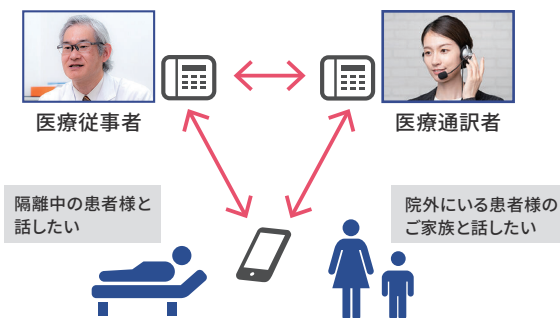 医療従事者
医療通訳者
隔離中の患者様と
話したい
院外にいる患者様の
ご家族と話したい